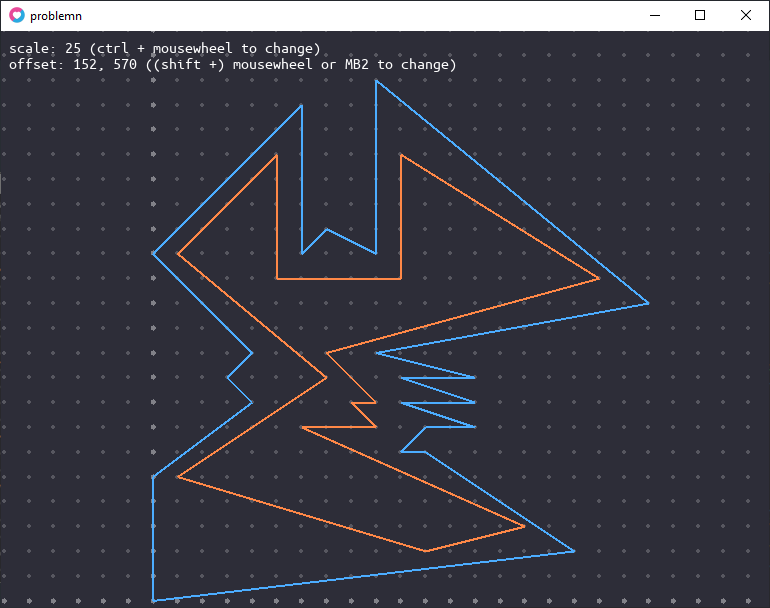 problemn
scale: 25 (ctrl + mousewheel to change)
offset: 152, 570 ((shift +) mousewheel or MB2 to change)